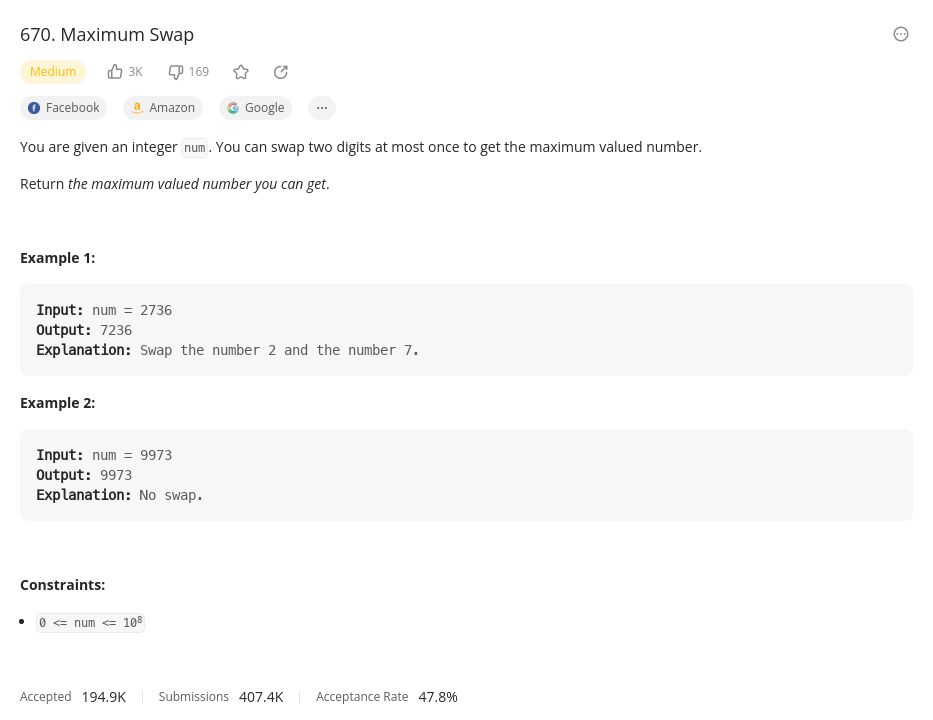 670. Maximum Swap
Medium 3K 169
Facebook Amazon Google ...
You are given an integer num. You can swap two digits at most once to get the maximum valued number.
Return the maximum valued number you can get.
Example 1:
Input: num = 2736
Output: 7236
Explanation: Swap the number 2 and the number 7.
Example 2:
Input: num = 9973
Output: 9973
Explanation: No swap.
Constraints:
• 0 <= num <= 10⁸
Accepted 194.9K Submissions 407.4K Acceptance Rate 47.8%